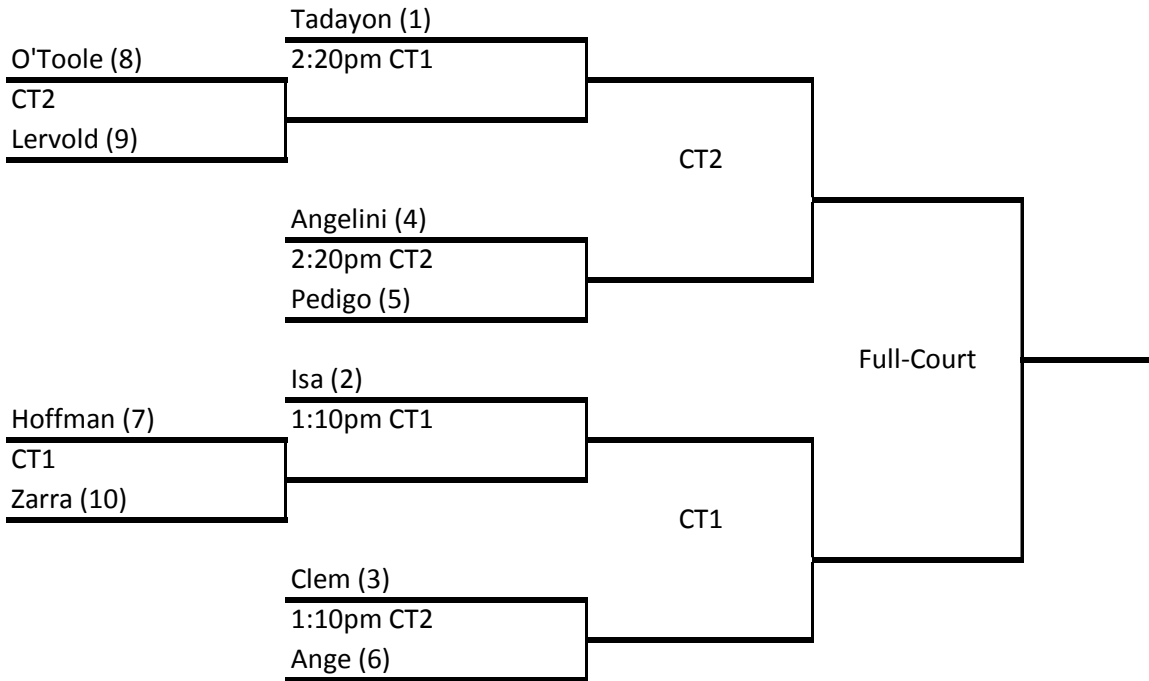 Tadayon (1)
O'Toole (8)
2:20pm CT1
CT2
Lervold (9)
CT2
Angelini (4)
2:20pm CT2
Pedigo (5)
Full-Court
Isa (2)
Hoffman (7)
1:10pm CT1
CT1
Zarra (10)
CT1
Clem (3)
1:10pm CT2
Ange (6)